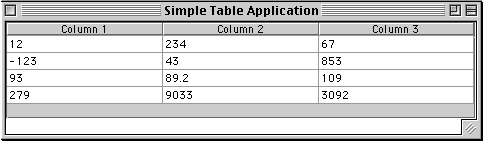 Simple Table Application
Column 1 Column 2 Column 3
12 234 67
-123 43 853
93 89.2 109
279 9033 3092